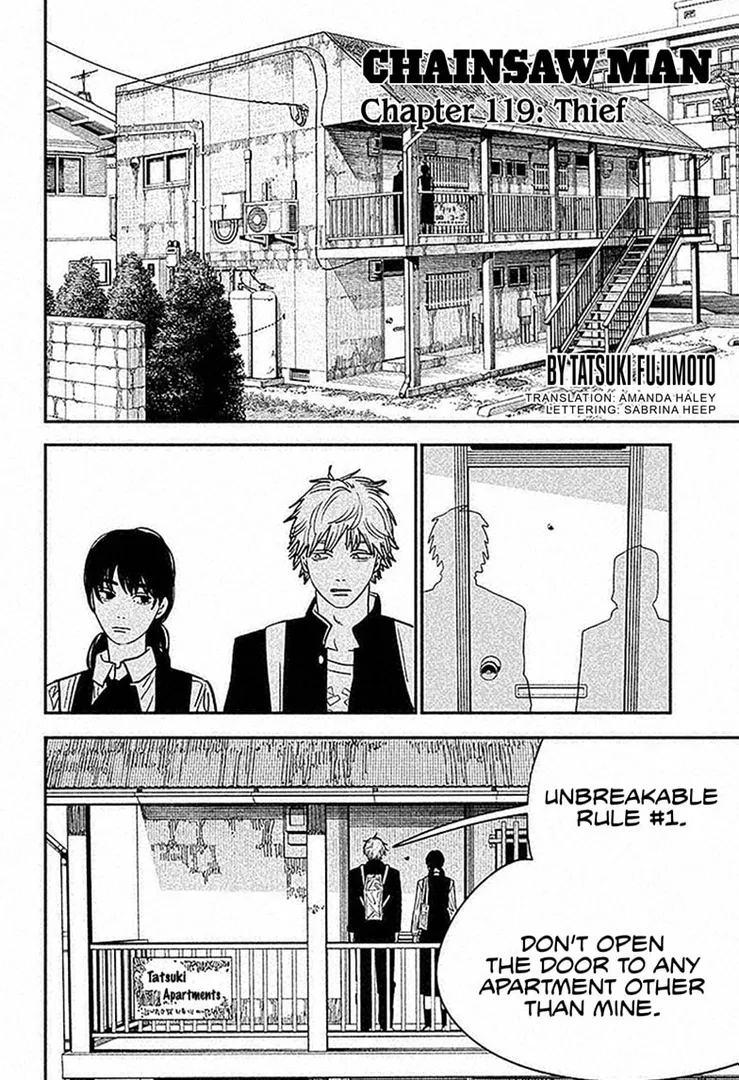 CHAINSAW MAN
Chapter 119: Thief
BY TATSUKI FUJIMOTO
TRANSLATION: AMANDA HALEY
LETTERING: SABRINA HEEP
UNBREAKABLE
RULE #1.
DON'T OPEN
THE DOOR TO ANY
APARTMENT OTHER
THAN MINE.
Tatsuki
Apartments